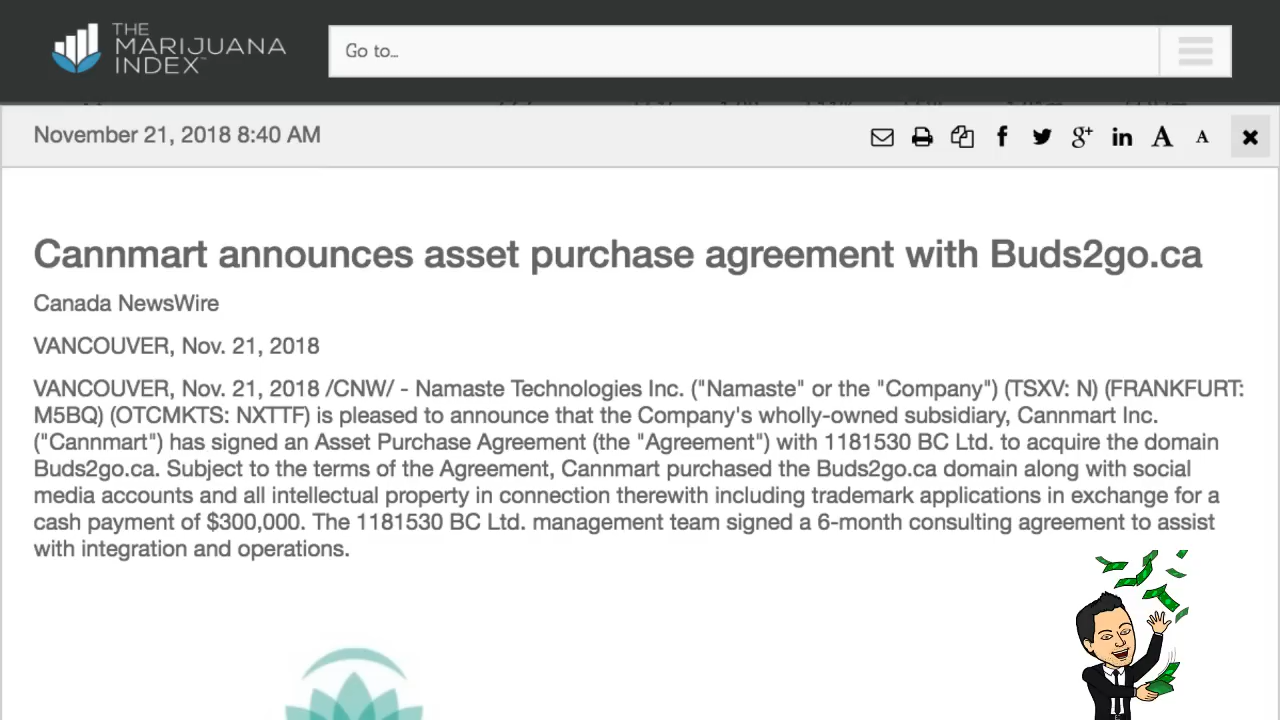 THE
MARIJUANA
INDEX™
Go to...
November 21, 2018 8:40 AM
Cannmart announces asset purchase agreement with Buds2go.ca
Canada NewsWire
VANCOUVER, Nov. 21, 2018
VANCOUVER, Nov. 21, 2018 /CNW/ - Namaste Technologies Inc. ("Namaste" or the "Company") (TSXV: N) (FRANKFURT:
M5BQ) (OTCMKTS: NXTTF) is pleased to announce that the Company's wholly-owned subsidiary, Cannmart Inc.
("Cannmart") has signed an Asset Purchase Agreement (the "Agreement") with 1181530 BC Ltd. to acquire the domain
Buds2go.ca. Subject to the terms of the Agreement, Cannmart purchased the Buds2go.ca domain along with social
media accounts and all intellectual property in connection therewith including trademark applications in exchange for a
cash payment of $300,000. The 1181530 BC Ltd. management team signed a 6-month consulting agreement to assist
with integration and operations.